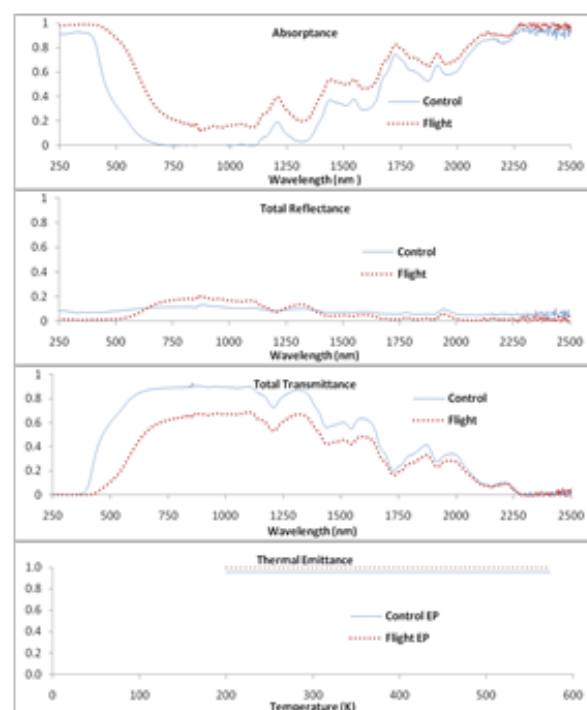 Absorptance
1
0.8
0.6
0.4
0.2
0
Control
Flight
250 500 750 1000 1250 1500 1750 2000 2250 2500
Wavelength (nm )
Total Reflectance
1
0.8
0.6
0.4
0.2
0
Control
Flight
250 500 750 1000 1250 1500 1750 2000 2250 2500
Wavelength (nm)
Total Transmittance
1
0.8
0.6
0.4
0.2
0
Control
Flight
250 500 750 1000 1250 1500 1750 2000 2250 2500
Wavelength (nm)
Thermal Emittance
1.0
0.8
0.6
0.4
0.2
0.0
Control EP
Flight EP
0 100 200 300 400 500 600
Temperature (K)